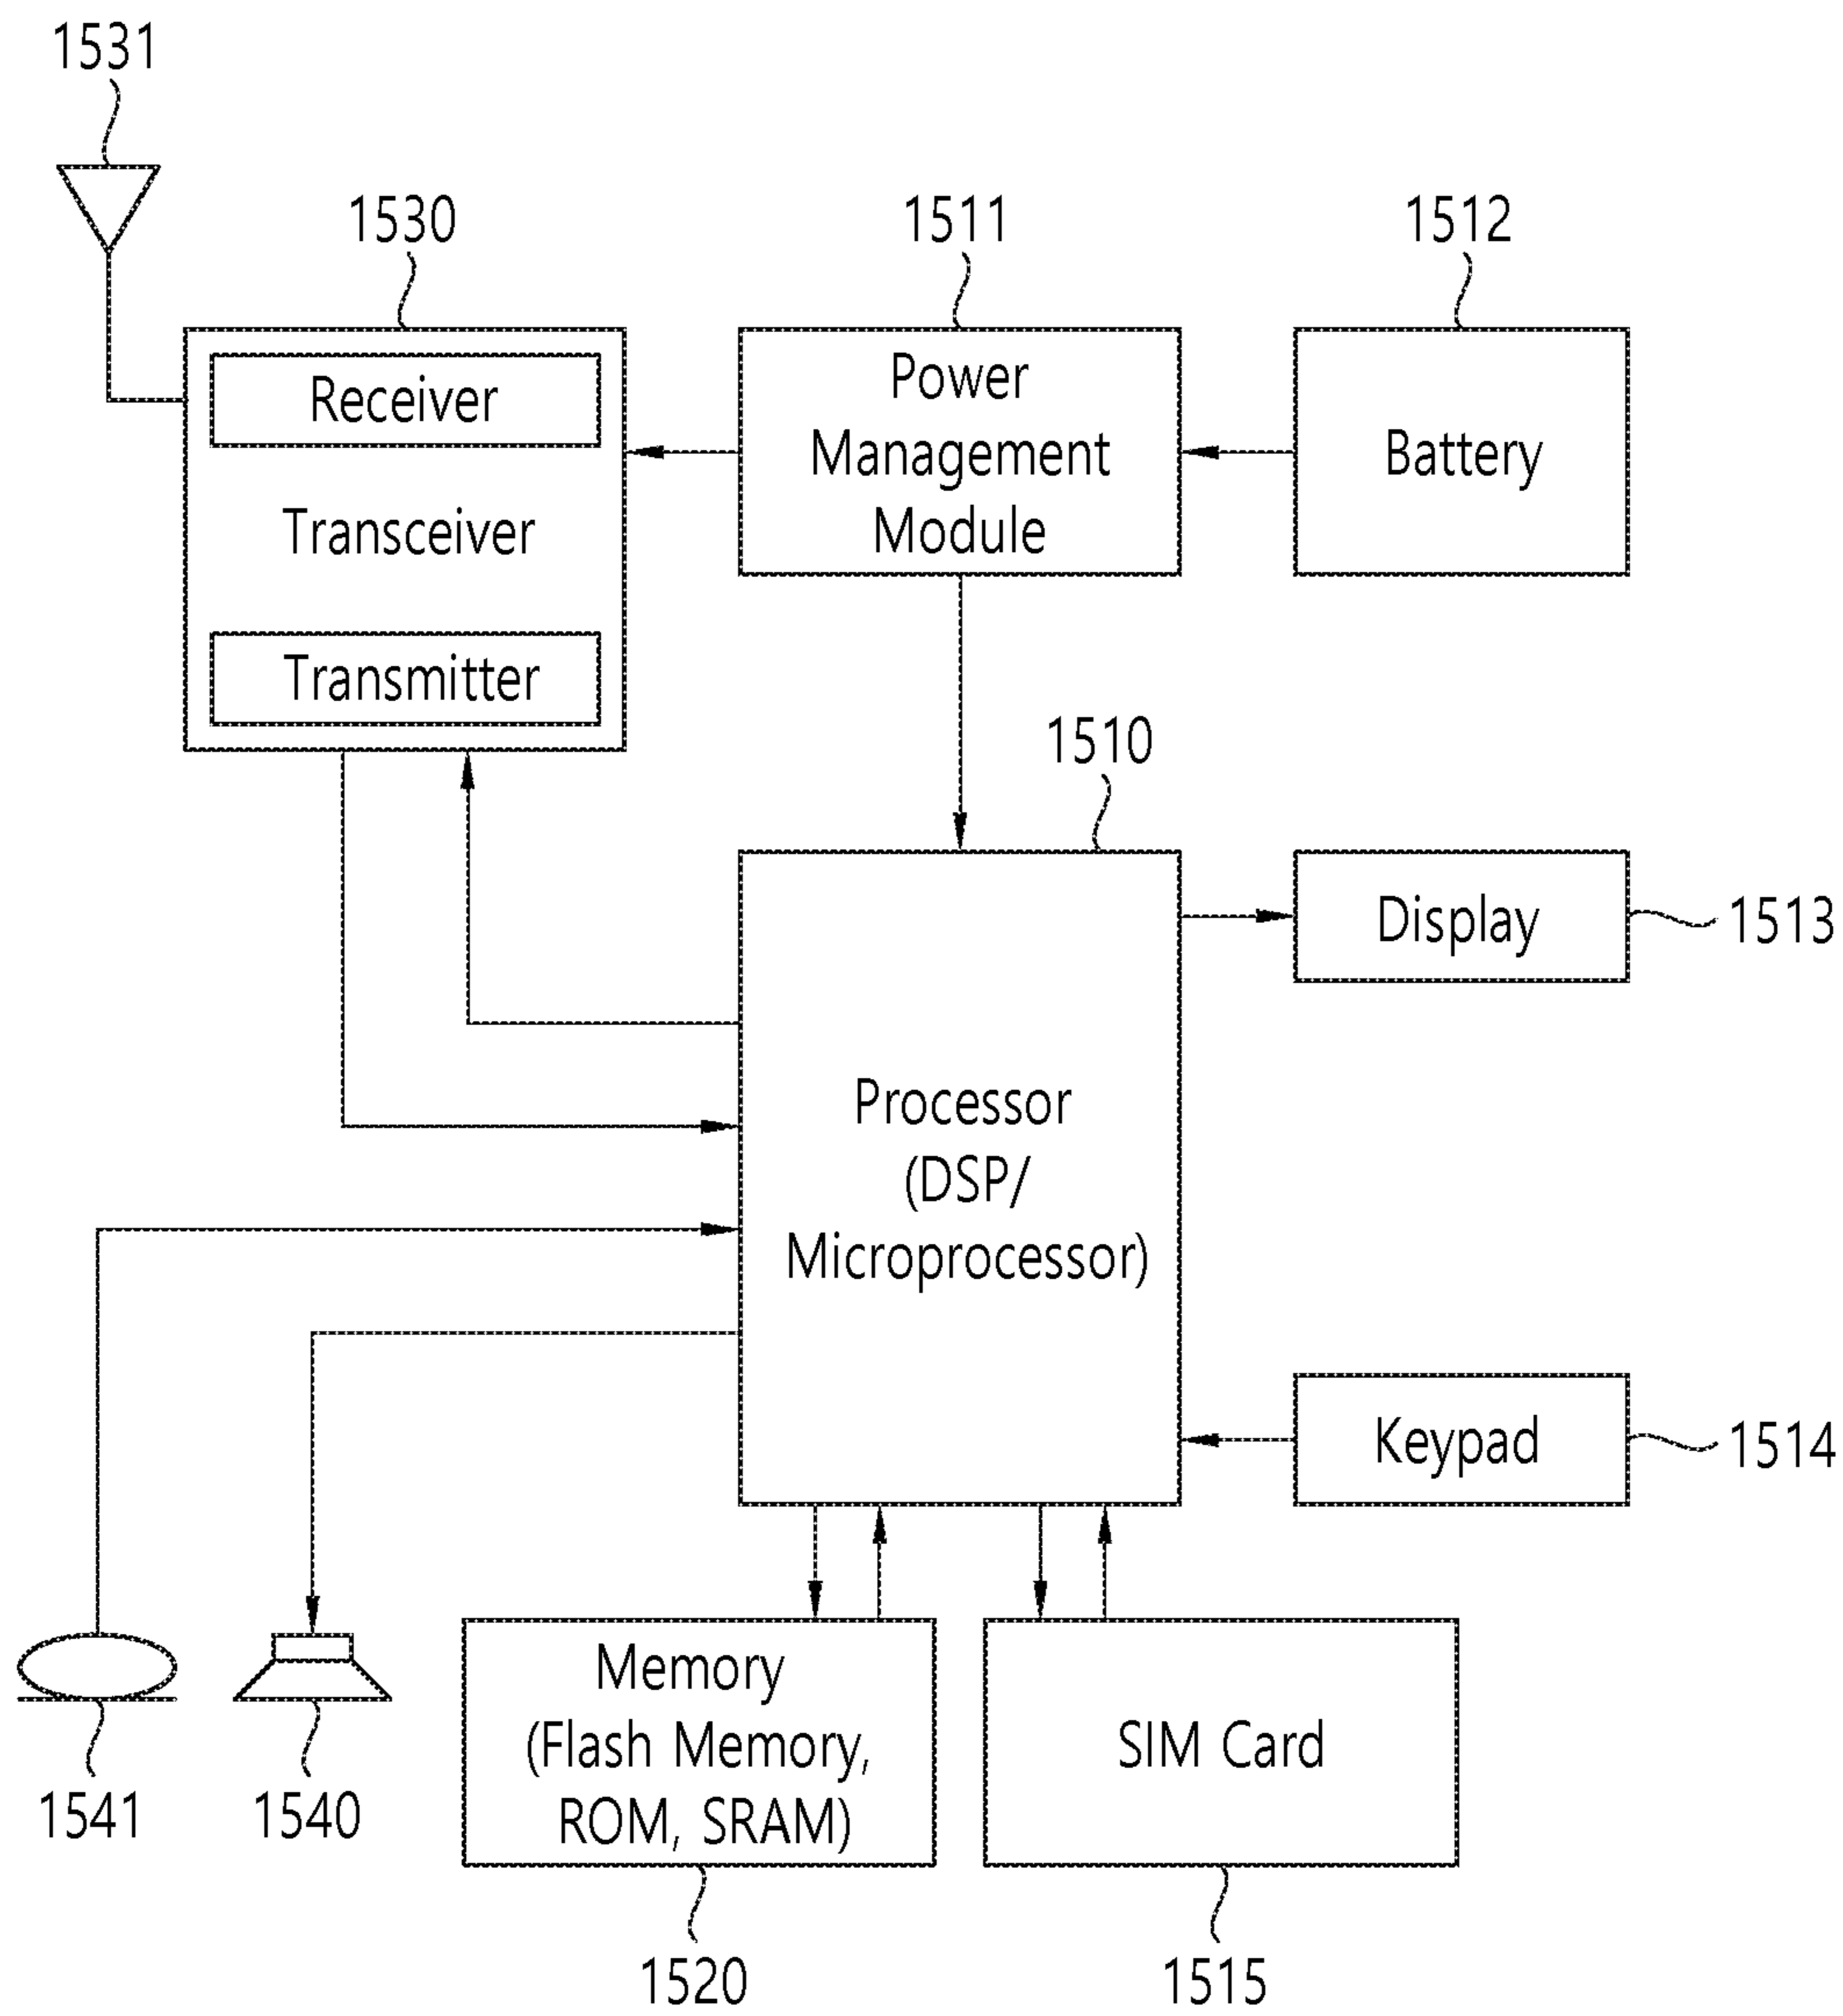 1531
1530
1511
1512
Receiver
Transceiver
Transmitter
Power
Management
Module
Battery
1510
Display
1513
Processor
(DSP/
Microprocessor)
Keypad
1514
1541
1540
Memory
(Flash Memory,
ROM, SRAM)
SIM Card
1520
1515